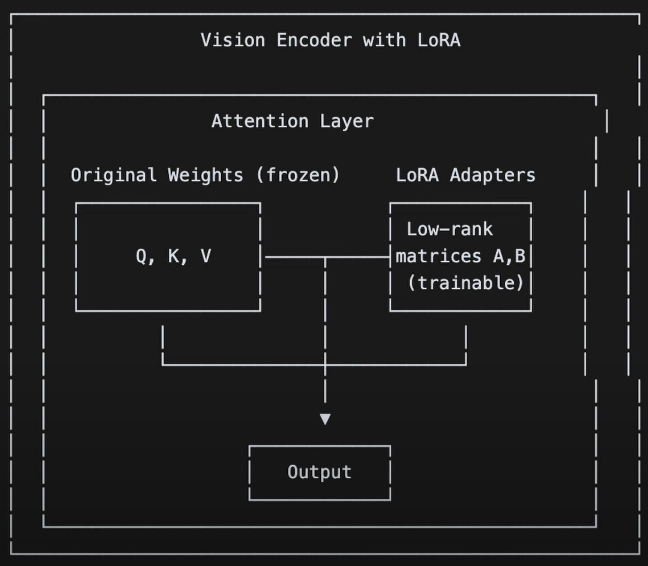 Vision Encoder with LoRA
Attention Layer
Original Weights (frozen)
LoRA Adapters
Q, K, V
Low-rank
matrices A,B
(trainable)
Output